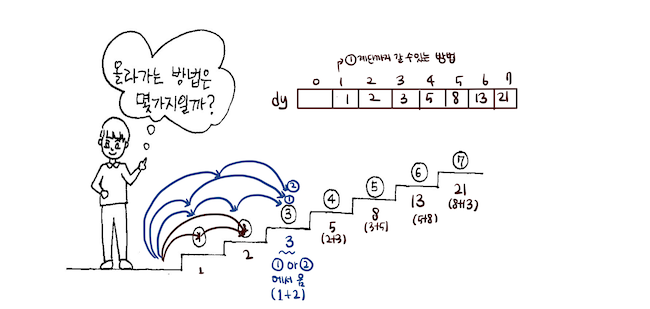 올라가는 방법은
몇가지일까?
① 계단까지 갈 수 있는 방법
0 1 2 3 4 5 6 7
dy 1 2 3 5 8 13 21
②
①
③
④
⑤
⑥
⑦
1
2
3
5
(2+3)
8
(3+5)
13
(5+8)
21
(8+13)
① or ②
에서 옴
(1+2)